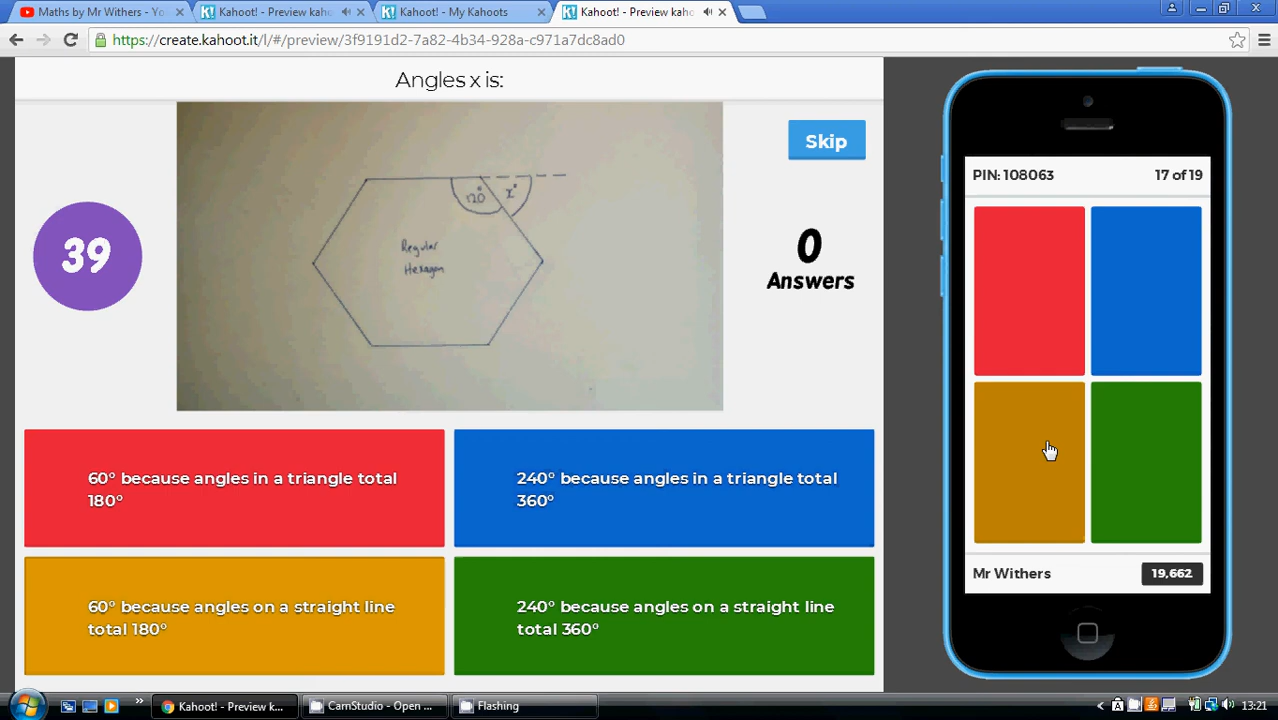 Maths by Mr Withers - Yo
Kahoot! - Preview kaho
Kahoot! - My Kahoots
Kahoot! - Preview kaho
https://create.kahoot.it/l/#/preview/3f9191d2-7a82-4b34-928a-c971a7dc8ad0
Angles x is:
Skip
39
120°
x°
Regular
Hexagon
0
Answers
60° because angles in a triangle total
180°
240° because angles in a triangle total
360°
60° because angles on a straight line
total 180°
240° because angles on a straight line
total 360°
PIN: 108063
17 of 19
Mr Withers
19,662
Kahoot! - Preview k...
CamStudio - Open ...
Flashing
13:21